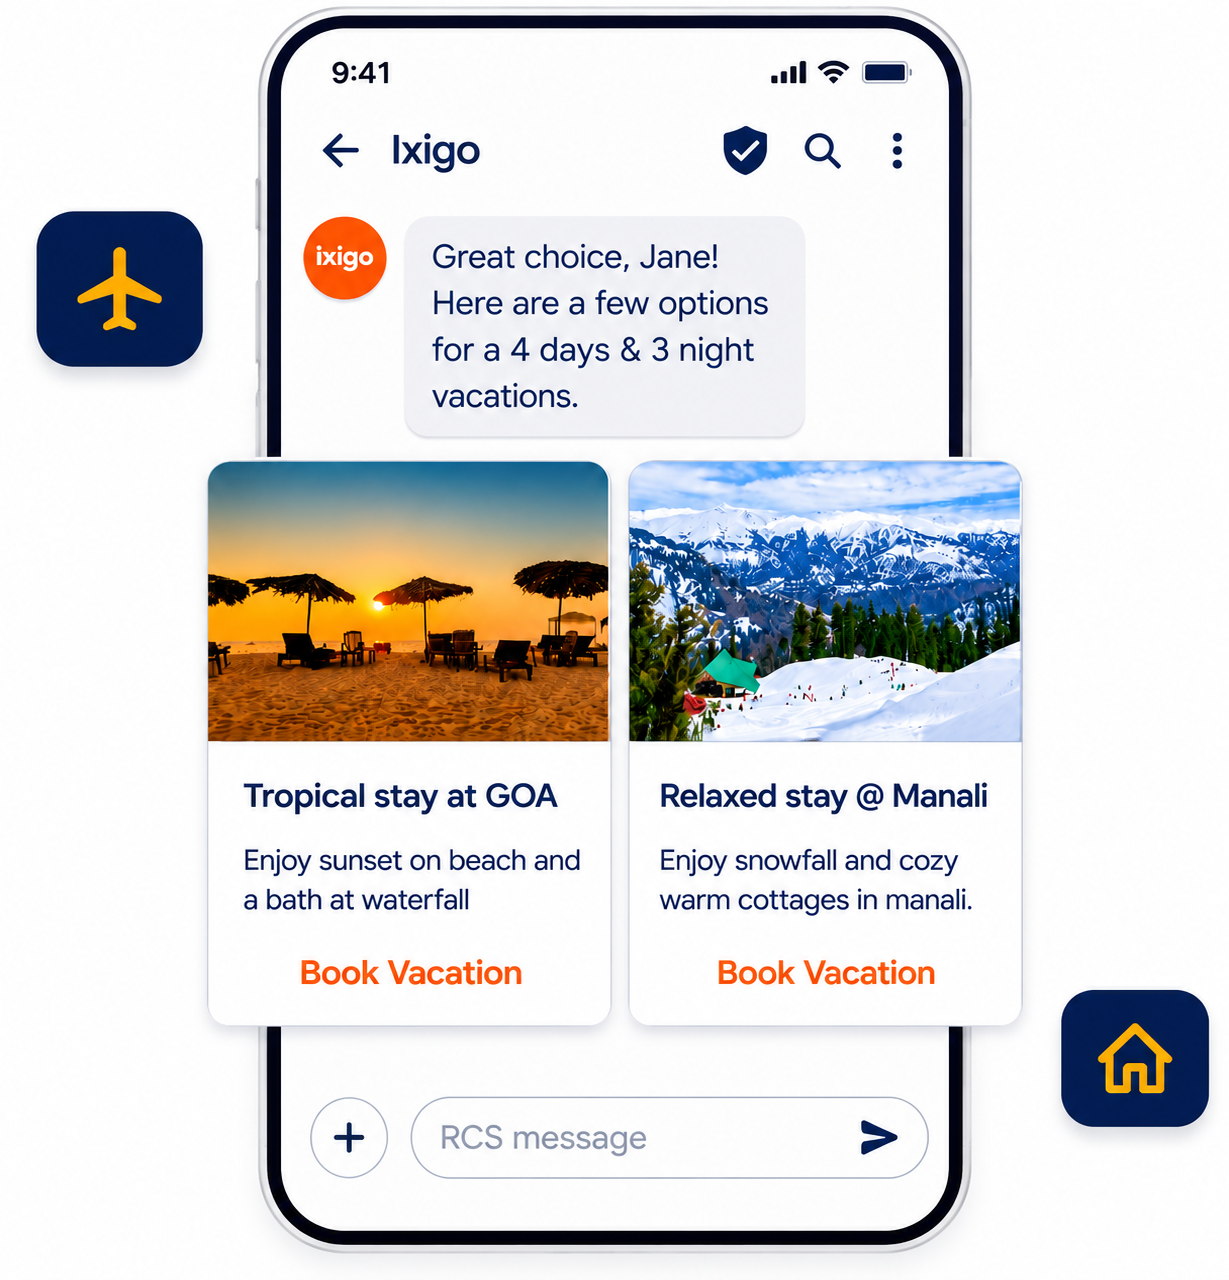 9:41
Ixigo
ixigo
Great choice, Jane!
Here are a few options
for a 4 days & 3 night
vacations.
Tropical stay at GOA
Enjoy sunset on beach and
a bath at waterfall
Book Vacation
Relaxed stay @ Manali
Enjoy snowfall and cozy
warm cottages in manali.
Book Vacation
RCS message